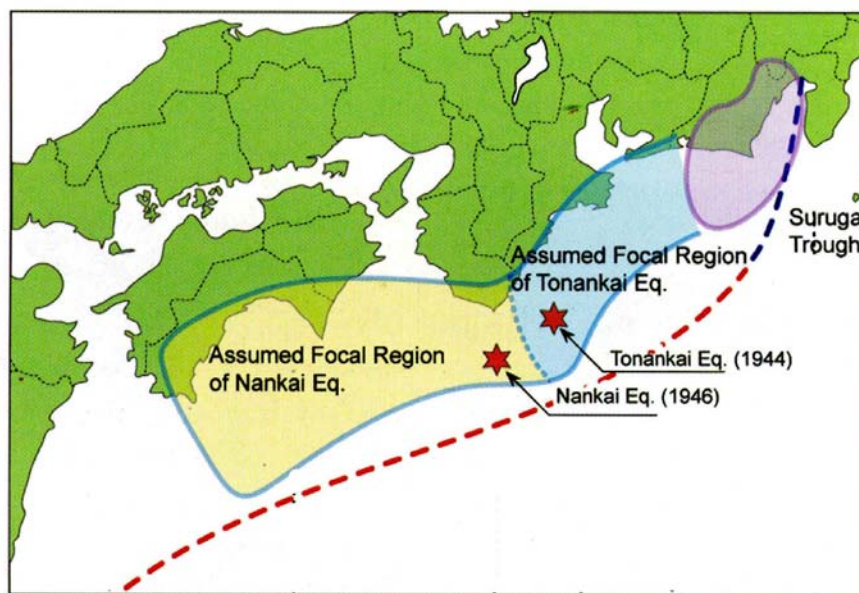 Suruga
Trough
Assumed Focal Region
of Tonankai Eq.
Assumed Focal Region
of Nankai Eq.
Tonankai Eq. (1944)
Nankai Eq. (1946)